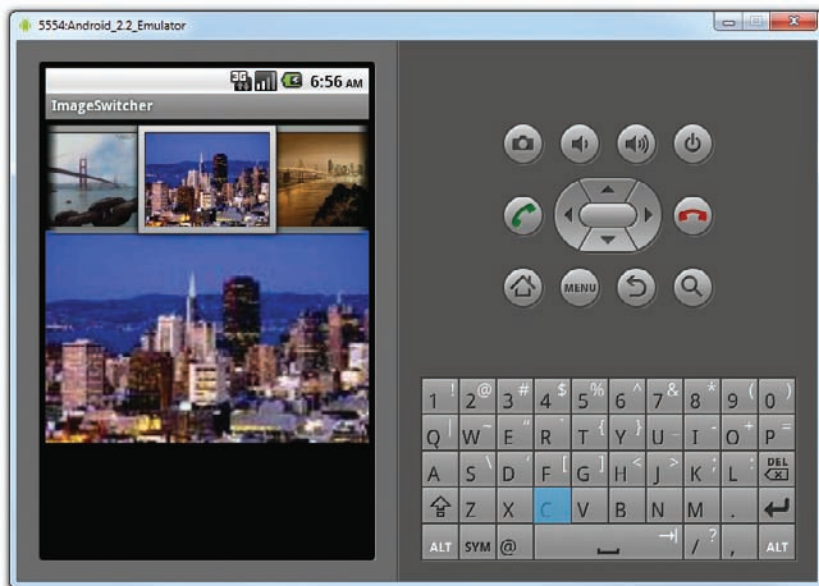 5554:Android_2.2_Emulator
3G 6:56 AM
ImageSwitcher
MENU
1 ! 2 @ 3 # 4 $ 5 % 6 ^ 7 & 8 * 9 ( 0 )
Q | W ~ E " R ` T { Y } U _ I - O + P =
A S \ D ' F [ G ] H < J > K ; L : DEL
Z X C V B N M .
ALT SYM @ / ? , ALT